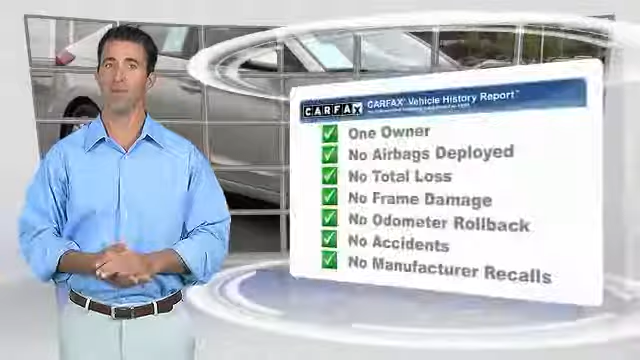 CARFAX CARFAX Vehicle History Report™
One Owner
No Airbags Deployed
No Total Loss
No Frame Damage
No Odometer Rollback
No Accidents
No Manufacturer Recalls